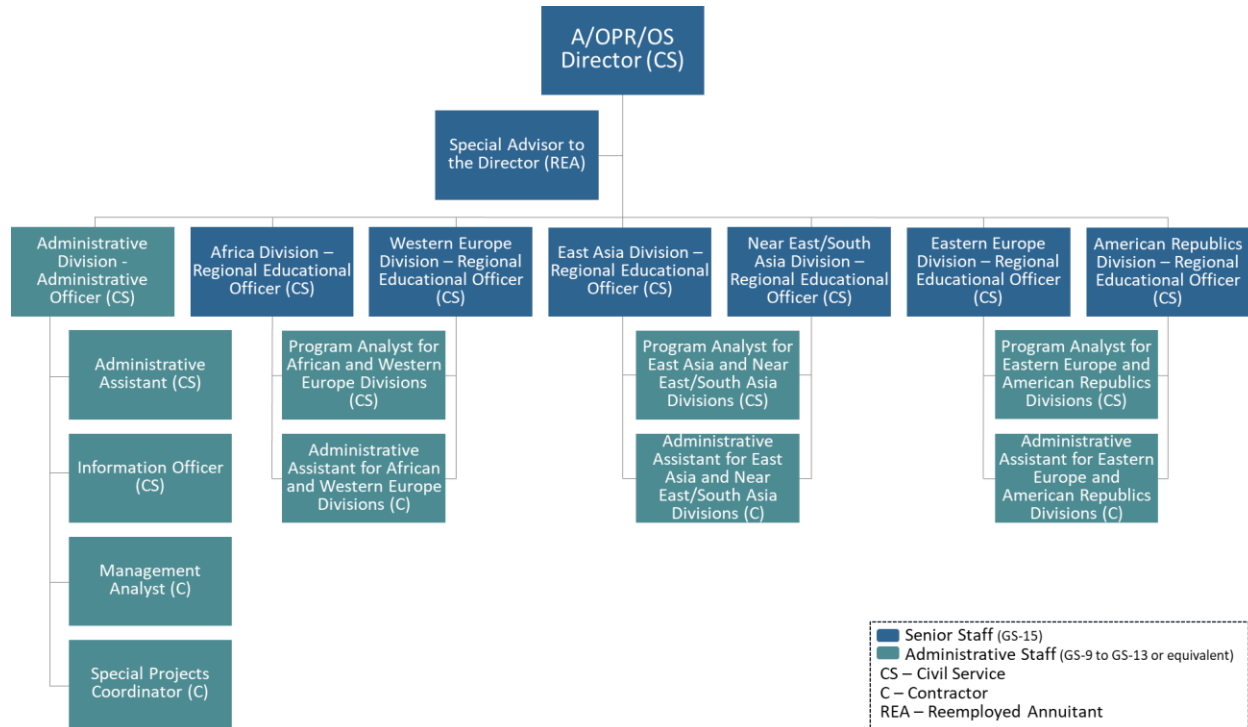 A/OPR/OS
Director (CS)
Special Advisor to
the Director (REA)
Administrative
Division -
Administrative
Officer (CS)
Africa Division –
Regional Educational
Officer (CS)
Western Europe
Division – Regional
Educational Officer
(CS)
East Asia Division –
Regional Educational
Officer (CS)
Near East/South
Asia Division –
Regional Educational
Officer (CS)
Eastern Europe
Division – Regional
Educational Officer
(CS)
American Republics
Division – Regional
Educational Officer
(CS)
Administrative
Assistant (CS)
Information Officer
(CS)
Management
Analyst (C)
Special Projects
Coordinator (C)
Program Analyst for
African and Western
Europe Divisions
(CS)
Administrative
Assistant for African
and Western Europe
Divisions (C)
Program Analyst for
East Asia and Near
East/South Asia
Divisions (CS)
Administrative
Assistant for East
Asia and Near
East/South Asia
Divisions (C)
Program Analyst for
Eastern Europe and
American Republics
Divisions (CS)
Administrative
Assistant for Eastern
Europe and
American Republics
Divisions (C)
Senior Staff (GS-15)
Administrative Staff (GS-9 to GS-13 or equivalent)
CS – Civil Service
C – Contractor
REA – Reemployed Annuitant